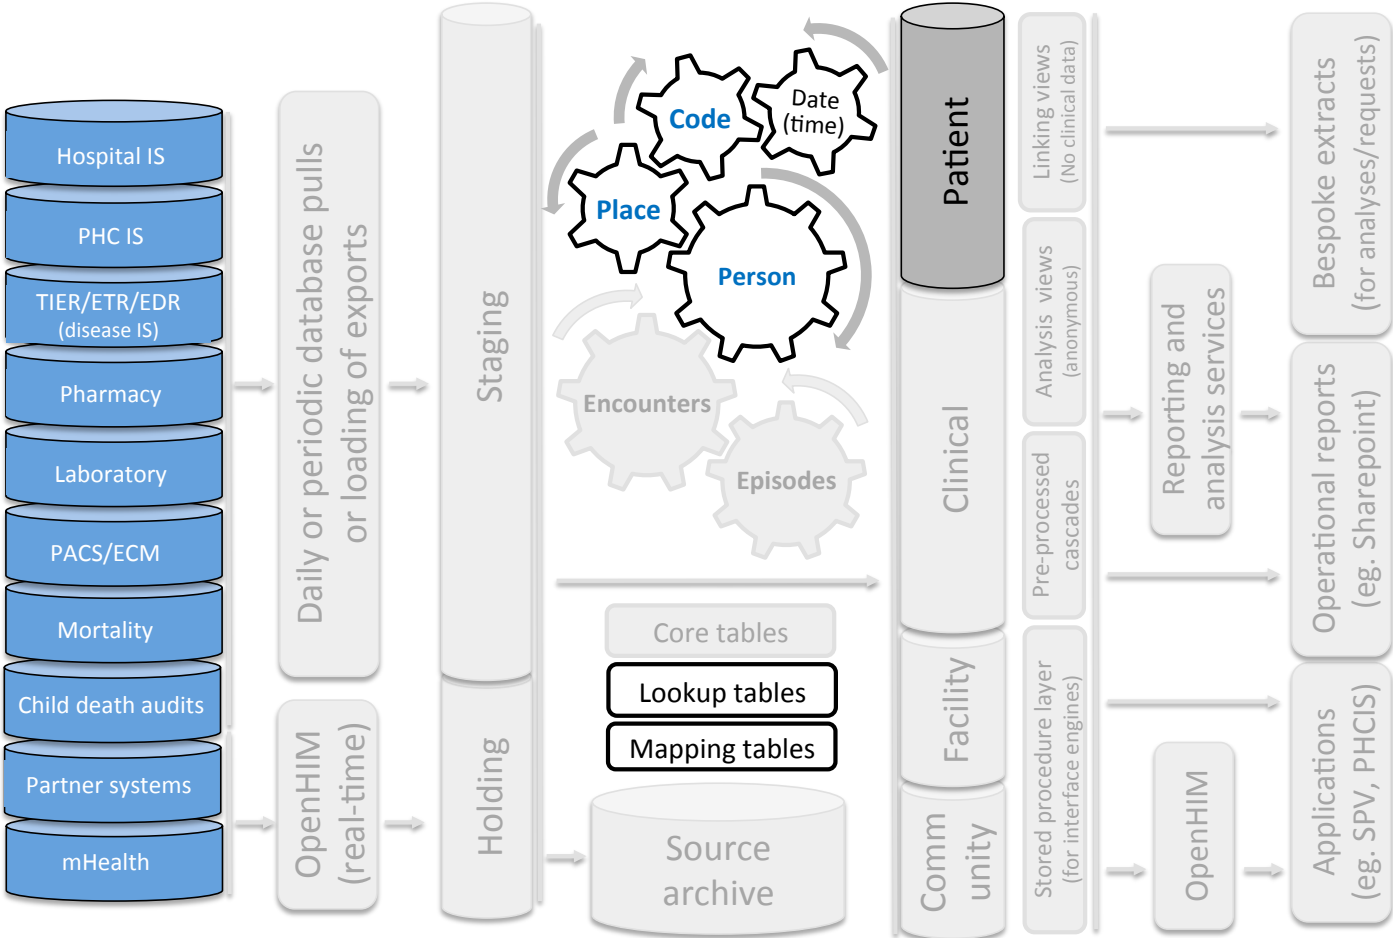 Hospital IS
PHC IS
TIER/ETR/EDR
(disease IS)
Pharmacy
Laboratory
PACS/ECM
Mortality
Child death audits
Partner systems
mHealth
Daily or periodic database pulls
or loading of exports
OpenHIM
(real-time)
Staging
Holding
Code
Date
(time)
Place
Person
Encounters
Episodes
Core tables
Lookup tables
Mapping tables
Source
archive
Patient
Clinical
Facility
Comm
unity
Linking views
(No clinical data)
Analysis views
(anonymous)
Pre-processed
cascades
Stored procedure layer
(for interface engines)
Reporting and
analysis services
OpenHIM
Bespoke extracts
(for analyses/requests)
Operational reports
(eg. Sharepoint)
Applications
(eg. SPV, PHCIS)